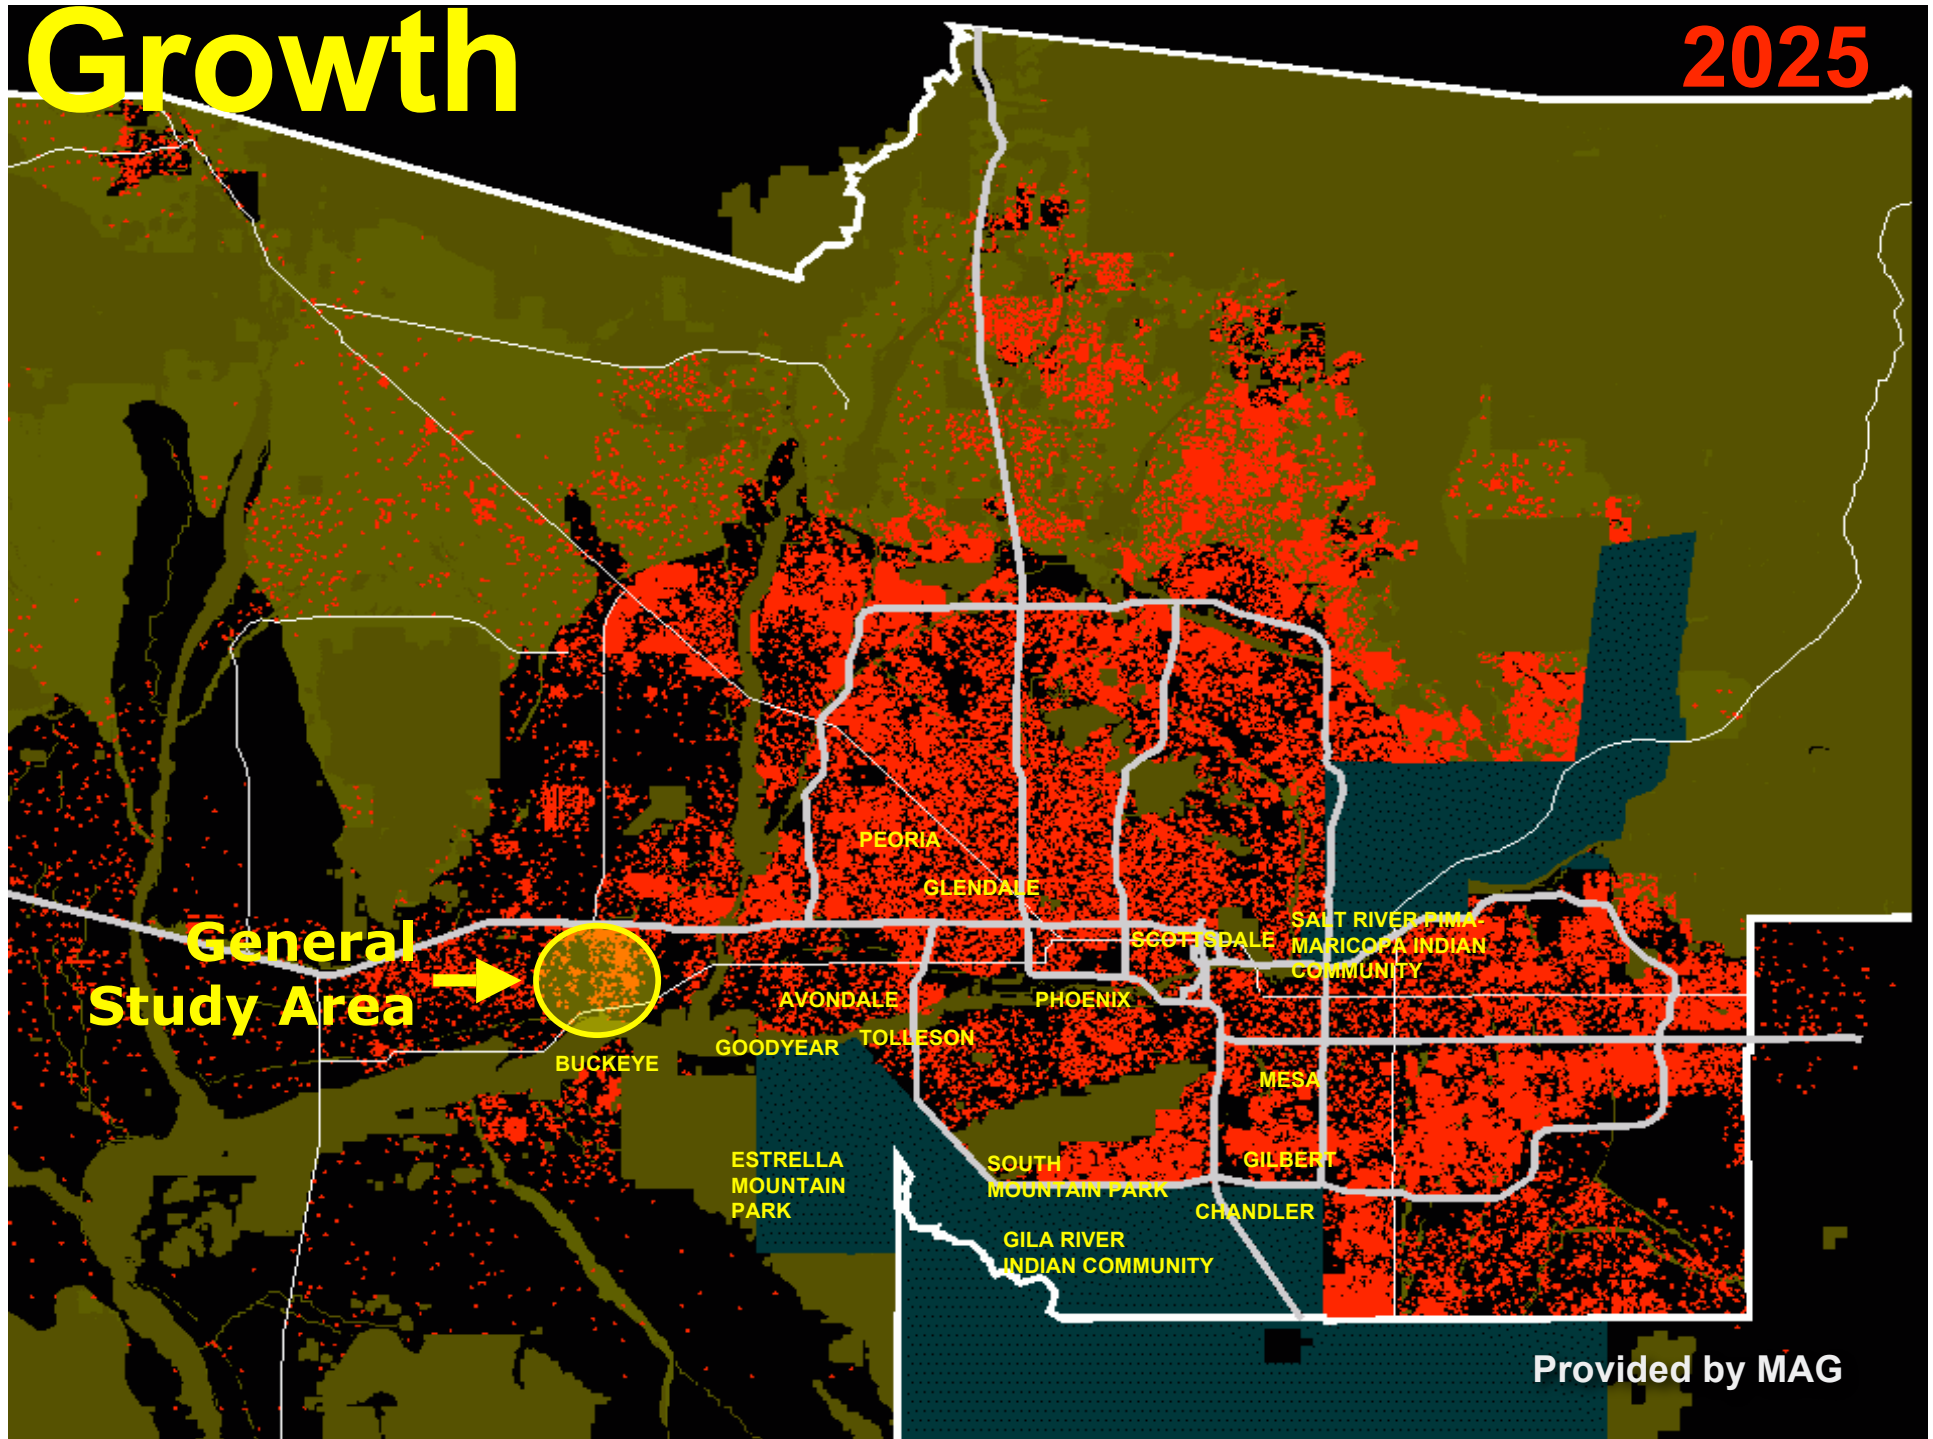 Growth
2025
PEORIA
GLENDALE
General
Study Area
SALT RIVER PIMA-
MARICOPA INDIAN
COMMUNITY
SCOTTSDALE
AVONDALE
PHOENIX
TOLLESON
GOODYEAR
BUCKEYE
MESA
ESTRELLA
MOUNTAIN
PARK
SOUTH
MOUNTAIN PARK
GILBERT
CHANDLER
GILA RIVER
INDIAN COMMUNITY
Provided by MAG